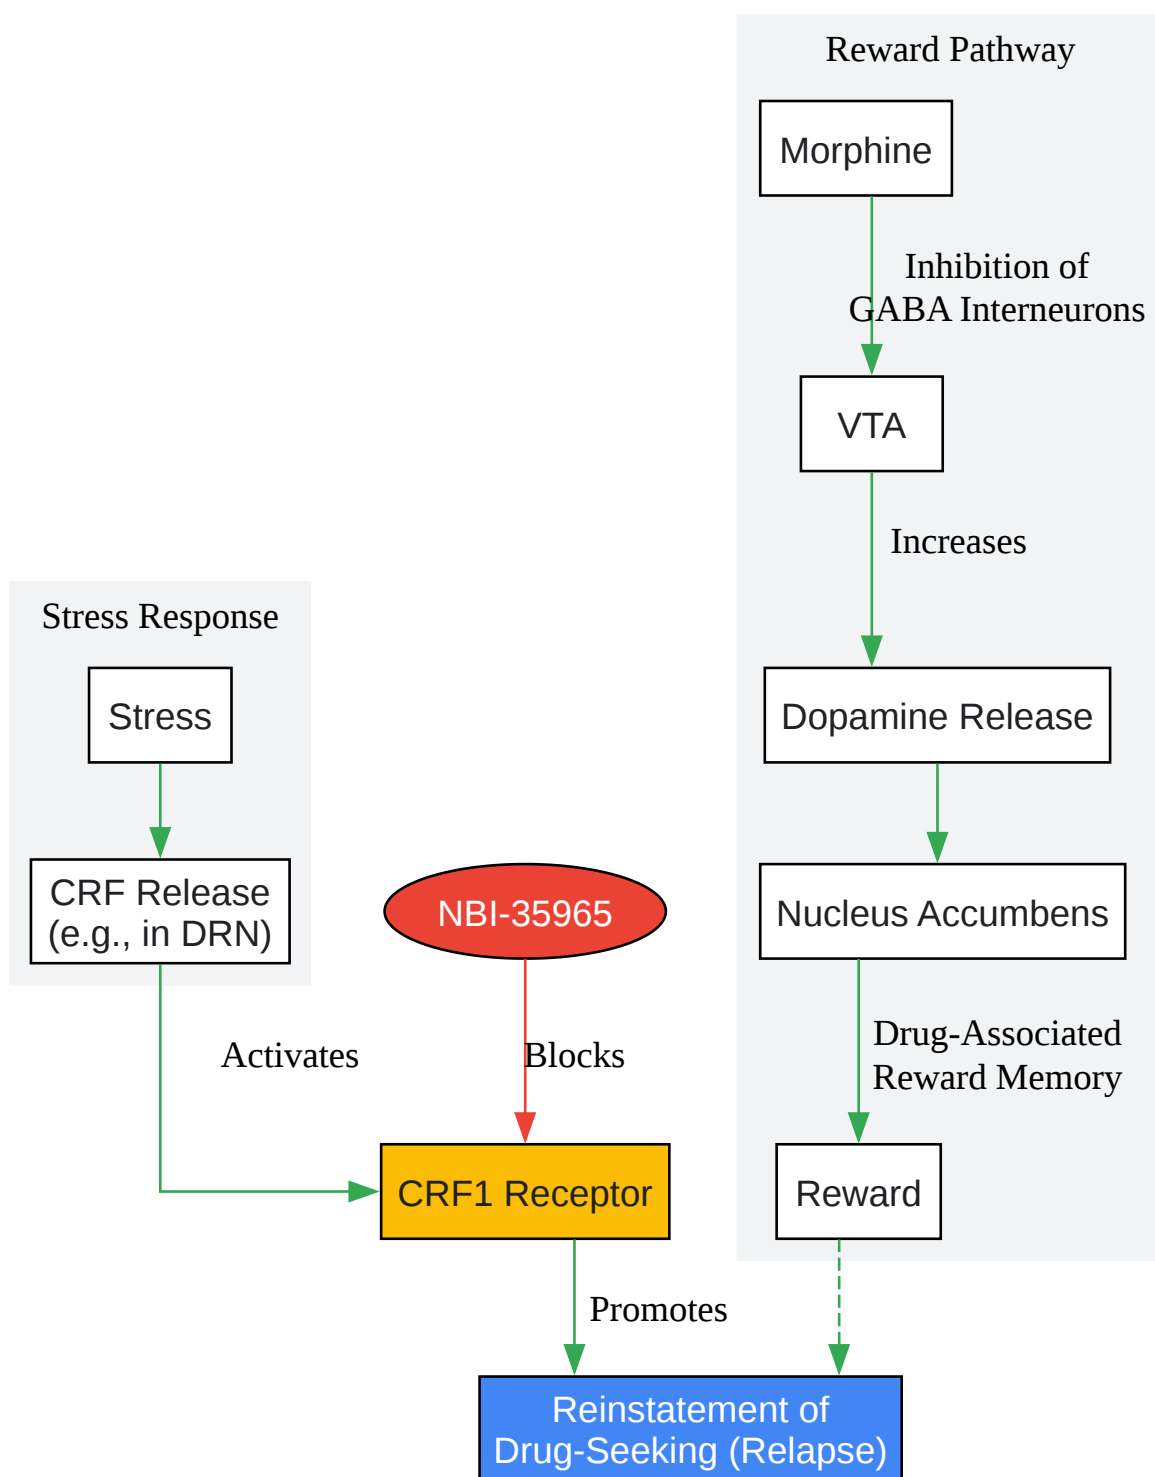 Reward Pathway
Morphine
Inhibition of
GABA Interneurons
VTA
Increases
Stress Response
Stress
Dopamine Release
CRF Release
(e.g., in DRN)
NBI-35965
Nucleus Accumbens
Activates
Blocks
Drug-Associated
Reward Memory
CRF1 Receptor
Reward
Promotes
Reinstatement of
Drug-Seeking (Relapse)